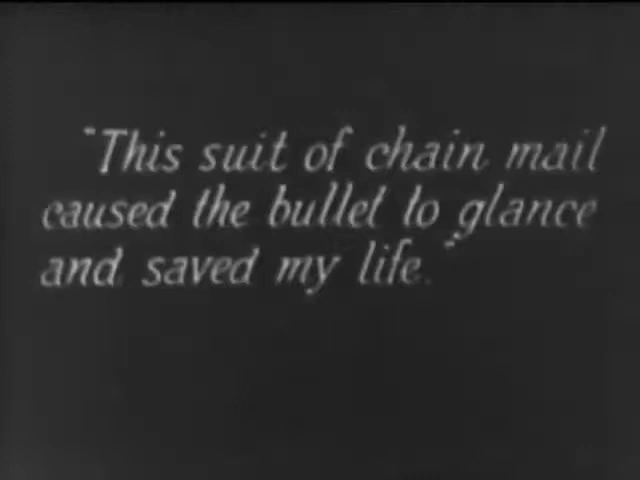 "This suit of chain mail
caused the bullet to glance
and saved my life."